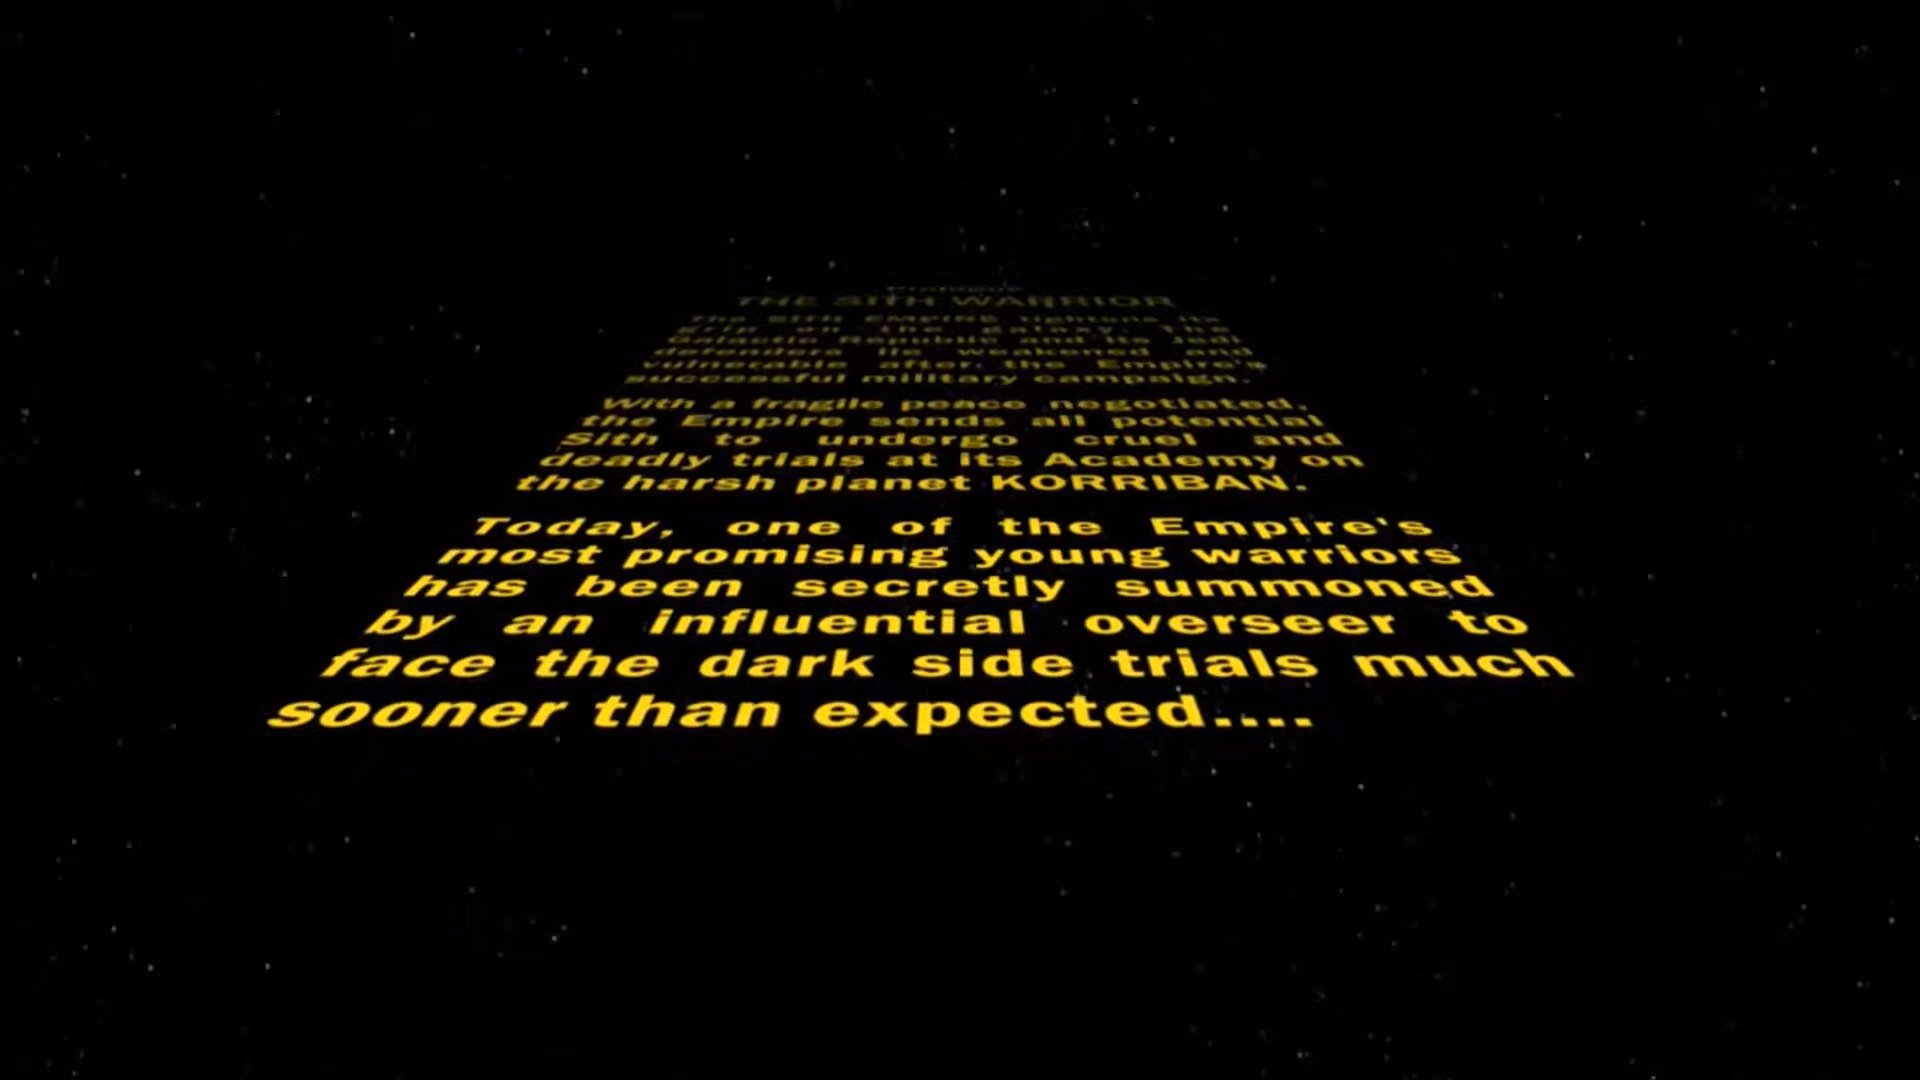 Prologue
THE SITH WARRIOR
The SITH EMPIRE tightens its
grip on the galaxy. The
Galactic Republic and its Jedi
defenders lie weakened and
vulnerable after the Empire's
successful military campaign.
With a fragile peace negotiated,
the Empire sends all potential
Sith to undergo cruel and
deadly trials at its Academy on
the harsh planet KORRIBAN.
Today, one of the Empire's
most promising young warriors
has been secretly summoned
by an influential overseer to
face the dark side trials much
sooner than expected....